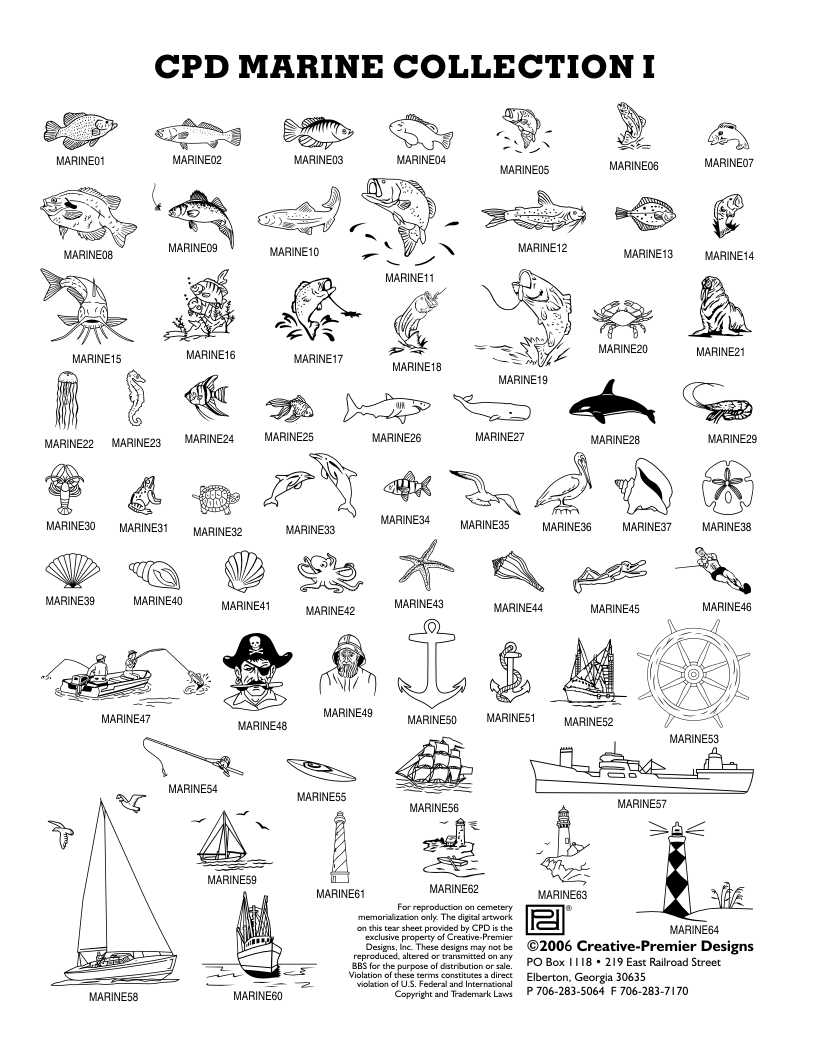 CPD MARINE COLLECTION I
MARINE01
MARINE02
MARINE03
MARINE04
MARINE05
MARINE06
MARINE07
MARINE08
MARINE09
MARINE10
MARINE11
MARINE12
MARINE13
MARINE14
MARINE15
MARINE16
MARINE17
MARINE18
MARINE19
MARINE20
MARINE21
MARINE22
MARINE23
MARINE24
MARINE25
MARINE26
MARINE27
MARINE28
MARINE29
MARINE30
MARINE31
MARINE32
MARINE33
MARINE34
MARINE35
MARINE36
MARINE37
MARINE38
MARINE39
MARINE40
MARINE41
MARINE42
MARINE43
MARINE44
MARINE45
MARINE46
MARINE47
MARINE48
MARINE49
MARINE50
MARINE51
MARINE52
MARINE53
MARINE54
MARINE55
MARINE56
MARINE57
MARINE58
MARINE59
MARINE60
MARINE61
MARINE62
MARINE63
MARINE64
For reproduction on cemetery
memorialization only. The digital artwork
on this tear sheet provided by CPD is the
exclusive property of Creative-Premier
Designs, Inc. These designs may not be
reproduced, altered or transmitted on any
BBS for the purpose of distribution or sale.
Violation of these terms constitutes a direct
violation of U.S. Federal and International
Copyright and Trademark Laws
PD ®
©2006 Creative-Premier Designs
PO Box 1118 • 219 East Railroad Street
Elberton, Georgia 30635
P 706-283-5064 F 706-283-7170